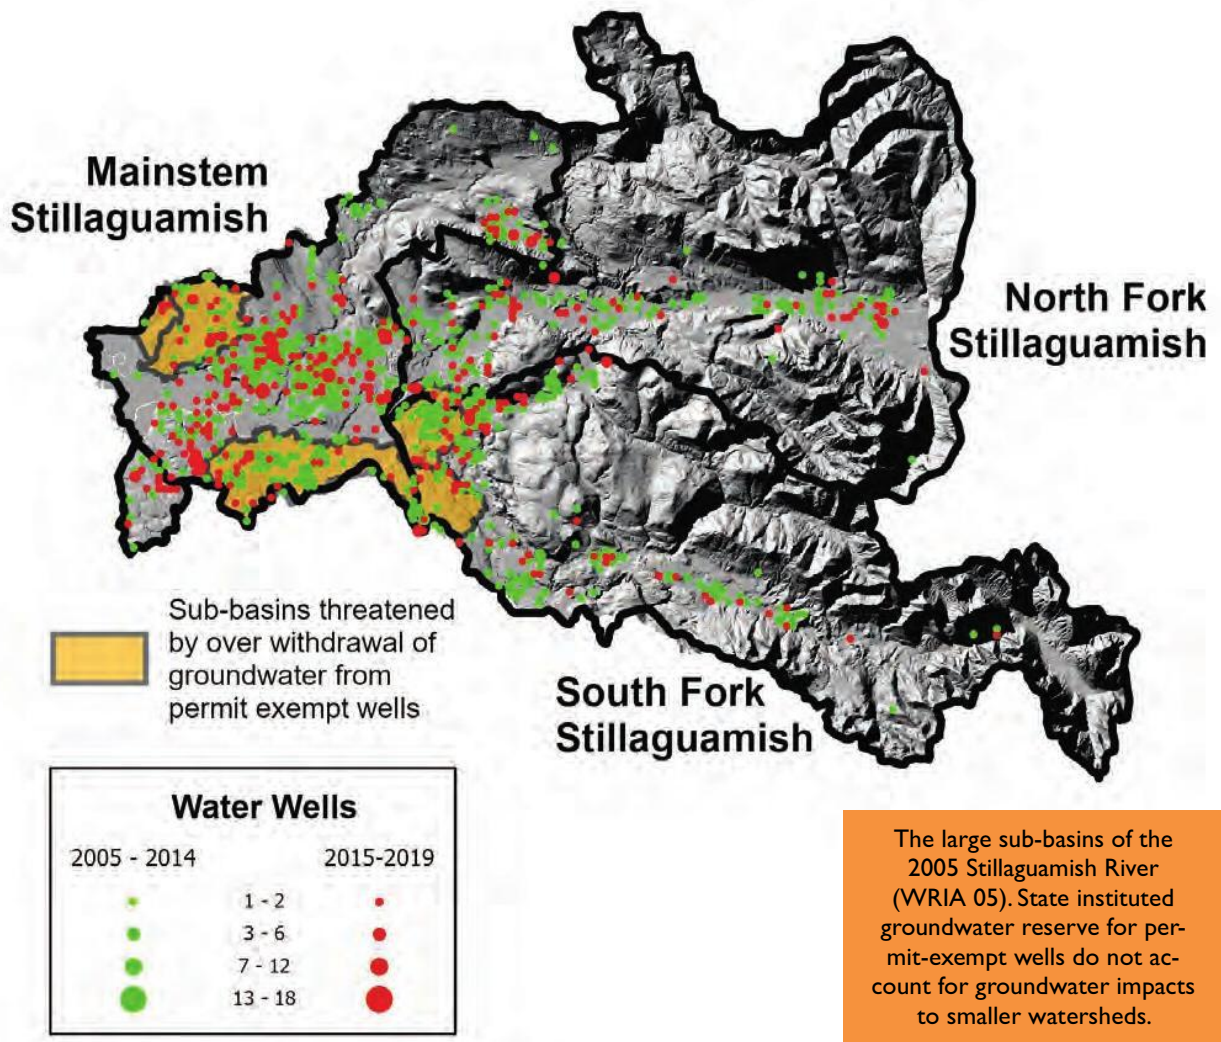 Mainstem
Stillaguamish
North Fork
Stillaguamish
Sub-basins threatened
by over withdrawal of
groundwater from
permit exempt wells
South Fork
Stillaguamish
Water Wells
2005 - 2014
2015-2019
1 - 2
3 - 6
7 - 12
13 - 18
The large sub-basins of the
2005 Stillaguamish River
(WRIA 05). State instituted
groundwater reserve for per-
mit-exempt wells do not ac-
count for groundwater impacts
to smaller watersheds.